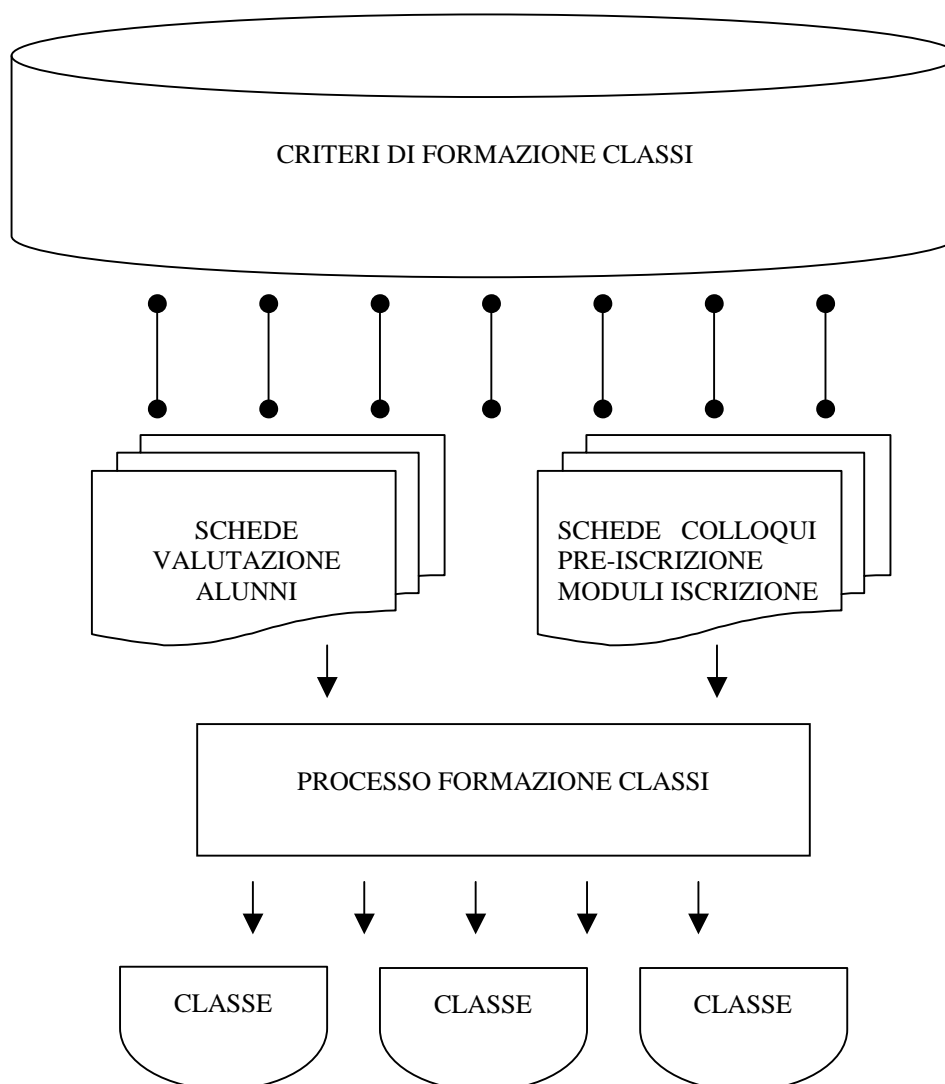 CRITERI DI FORMAZIONE CLASSI
SCHEDE
VALUTAZIONE
ALUNNI
SCHEDE COLLOQUI
PRE-ISCRIZIONE
MODULI ISCRIZIONE
PROCESSO FORMAZIONE CLASSI
CLASSE
CLASSE
CLASSE